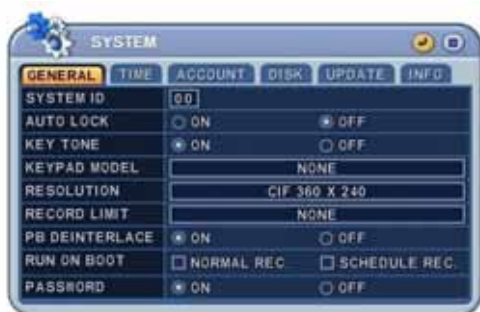 SYSTEM
GENERAL TIME ACCOUNT DISK UPDATE INFO
SYSTEM ID 00
AUTO LOCK ON OFF
KEY TONE ON OFF
KEYPAD MODEL NONE
RESOLUTION CIF 360 X 240
RECORD LIMIT NONE
PB DEINTERLACE ON OFF
RUN ON BOOT NORMAL REC SCHEDULE REC.
PASSWORD ON OFF